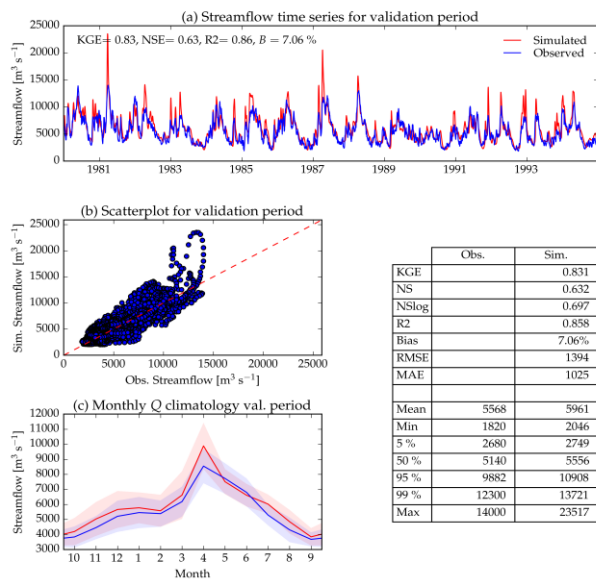 (a) Streamflow time series for validation period
KGE= 0.83, NSE= 0.63, R2= 0.86, B = 7.06 %
Simulated
Observed
Streamflow [m³ s⁻¹]
25000
20000
15000
10000
5000
0
1981 1983 1985 1987 1989 1991 1993
(b) Scatterplot for validation period
Sim. Streamflow [m³ s⁻¹]
25000
20000
15000
10000
5000
0
0 5000 10000 15000 20000 25000
Obs. Streamflow [m³ s⁻¹]
(c) Monthly Q climatology val. period
Streamflow [m³ s⁻¹]
12000
11000
10000
9000
8000
7000
6000
5000
4000
3000
10 11 12 1 2 3 4 5 6 7 8 9
Month
Obs. Sim.
KGE 0.831
NS 0.632
NSlog 0.697
R2 0.858
Bias 7.06%
RMSE 1394
MAE 1025
Mean 5568 5961
Min 1820 2046
5 % 2680 2749
50 % 5140 5556
95 % 9882 10908
99 % 12300 13721
Max 14000 23517